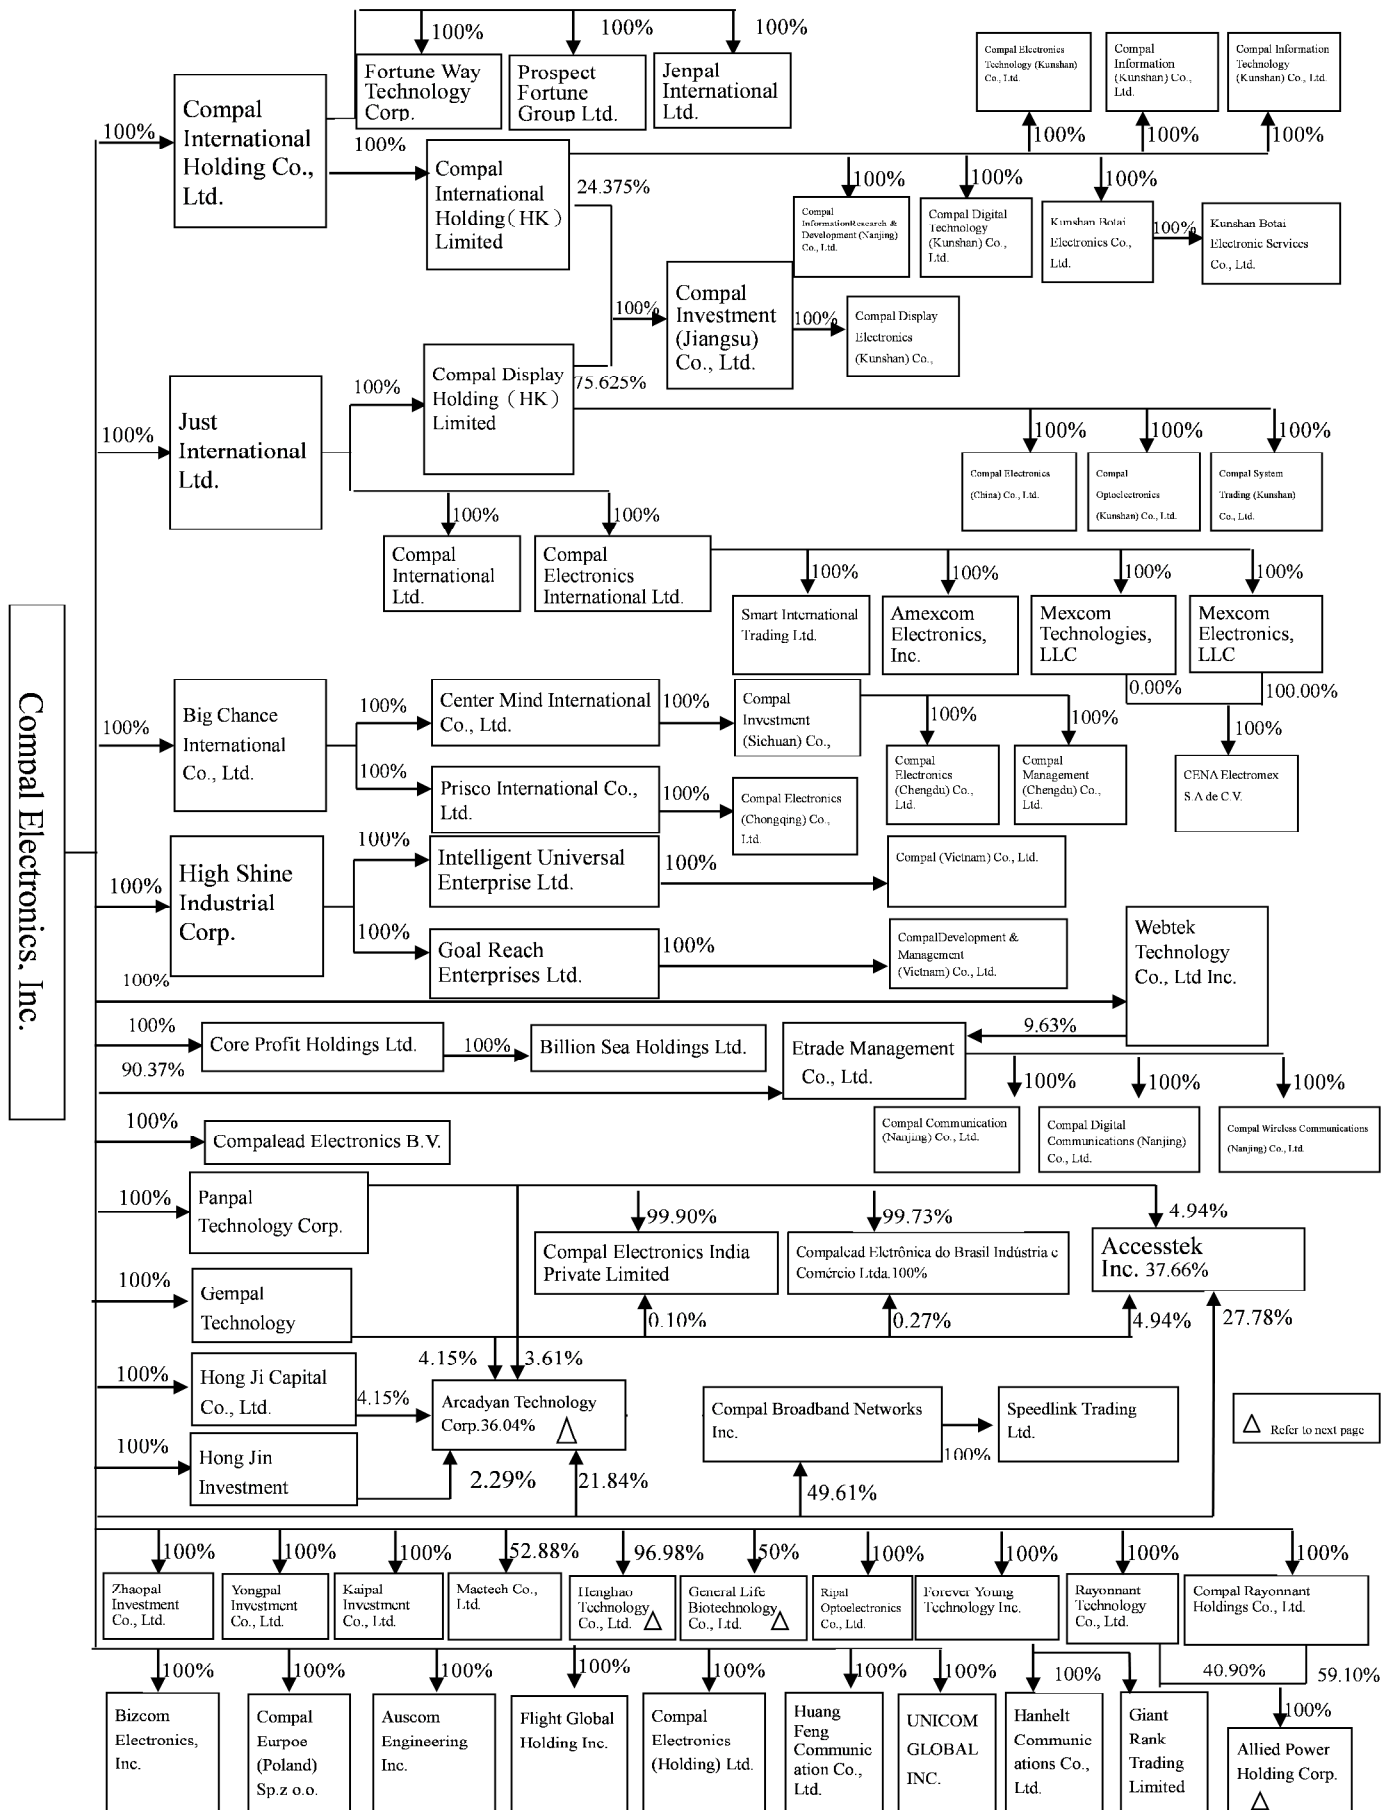 100%
100%
100%
Fortune Way
Technology
Corp.
Prospect
Fortune
Group Ltd.
Jenpal
International
Ltd.
Compal Electronics
Technology (Kunshan)
Co., Ltd.
Compal
Information
(Kunshan) Co.,
Ltd.
Compal Information
Technology
(Kunshan) Co., Ltd.
100%
Compal
International
Holding Co.,
Ltd.
100%
100%
100%
100%
Compal
International
Holding（HK）
Limited
24.375%
100%
100%
100%
Compal
InformationResearch &
Development (Nanjing)
Co., Ltd.
Compal Digital
Technology
(Kunshan) Co.,
Ltd.
Kunshan Botai
Electronics Co.,
Ltd.
100%
Kunshan Botai
Electronic Services
Co., Ltd.
100%
Compal
Investment
(Jiangsu)
Co., Ltd.
100%
Compal Display
Electronics
(Kunshan) Co.,
100%
Just
International
Ltd.
100%
Compal Display
Holding（HK）
Limited
75.625%
100%
100%
100%
Compal Electronics
(China) Co., Ltd.
Compal
Optoelectronics
(Kunshan) Co., Ltd.
Compal System
Trading (Kunshan)
Co., Ltd.
100%
100%
Compal
International
Ltd.
Compal
Electronics
International Ltd.
100%
100%
100%
100%
Smart International
Trading Ltd.
Amexcom
Electronics,
Inc.
Mexcom
Technologies,
LLC
Mexcom
Electronics,
LLC
0.00%
100.00%
100%
CENA Electromex
S.A de C.V.
Compal Electronics, Inc.
100%
Big Chance
International
Co., Ltd.
100%
Center Mind International
Co., Ltd.
100%
Compal
Investment
(Sichuan) Co.,
100%
100%
Compal
Electronics
(Chengdu) Co.,
Ltd.
Compal
Management
(Chengdu) Co.,
Ltd.
100%
Prisco International Co.,
Ltd.
100%
Compal Electronics
(Chongqing) Co.,
Ltd.
100%
High Shine
Industrial
Corp.
100%
Intelligent Universal
Enterprise Ltd.
100%
Compal (Vietnam) Co., Ltd.
100%
Goal Reach
Enterprises Ltd.
100%
CompalDevelopment &
Management
(Vietnam) Co., Ltd.
100%
Webtek
Technology
Co., Ltd Inc.
100%
Core Profit Holdings Ltd.
100%
Billion Sea Holdings Ltd.
9.63%
90.37%
Etrade Management
Co., Ltd.
100%
100%
100%
Compal Communication
(Nanjing) Co., Ltd.
Compal Digital
Communications (Nanjing)
Co., Ltd.
Compal Wireless Communications
(Nanjing) Co., Ltd.
100%
Compalead Electronics B.V.
100%
Panpal
Technology Corp.
99.90%
99.73%
4.94%
Compal Electronics India
Private Limited
Compalead Eletrônica do Brasil Indústria e
Comércio Ltda.100%
Accesstek
Inc. 37.66%
100%
Gempal
Technology
0.10%
0.27%
4.94%
27.78%
4.15%
3.61%
100%
Hong Ji Capital
Co., Ltd.
4.15%
Arcadyan Technology
Corp.36.04%
Compal Broadband Networks
Inc.
100%
Speedlink Trading
Ltd.
Refer to next page
100%
Hong Jin
Investment
2.29%
21.84%
49.61%
100%
100%
100%
52.88%
96.98%
50%
100%
100%
100%
100%
Zhaopal
Investment
Co., Ltd.
Yongpal
Investment
Co., Ltd.
Kaipal
Investment
Co., Ltd.
Mactech Co.,
Ltd.
Henghao
Technology
Co., Ltd.
General Life
Biotechnology
Co., Ltd.
Ripal
Optoelectronics
Co., Ltd.
Forever Young
Technology Inc.
Rayonnant
Technology
Co., Ltd.
Compal Rayonnant
Holdings Co., Ltd.
100%
100%
100%
100%
100%
100%
100%
100%
40.90%
59.10%
100%
Bizcom
Electronics,
Inc.
Compal
Eurpoe
(Poland)
Sp.z o.o.
Auscom
Engineering
Inc.
Flight Global
Holding Inc.
Compal
Electronics
(Holding) Ltd.
Huang
Feng
Communic
ation Co.,
Ltd.
UNICOM
GLOBAL
INC.
Hanhelt
Communic
ations Co.,
Ltd.
Giant
Rank
Trading
Limited
Allied Power
Holding Corp.